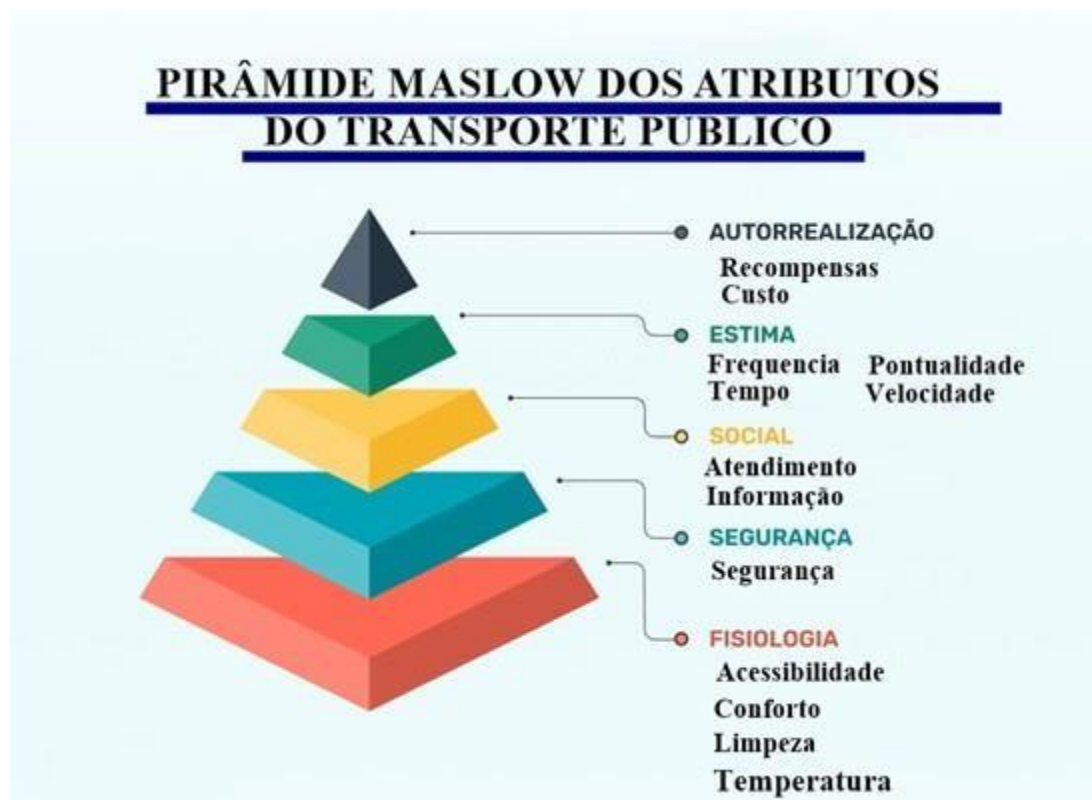 PIRÂMIDE MASLOW DOS ATRIBUTOS
DO TRANSPORTE PÚBLICO
AUTORREALIZAÇÃO
Recompensas
Custo
ESTIMA
Frequencia Pontualidade
Tempo Velocidade
SOCIAL
Atendimento
Informação
SEGURANÇA
Segurança
FISIOLOGIA
Acessibilidade
Conforto
Limpeza
Temperatura